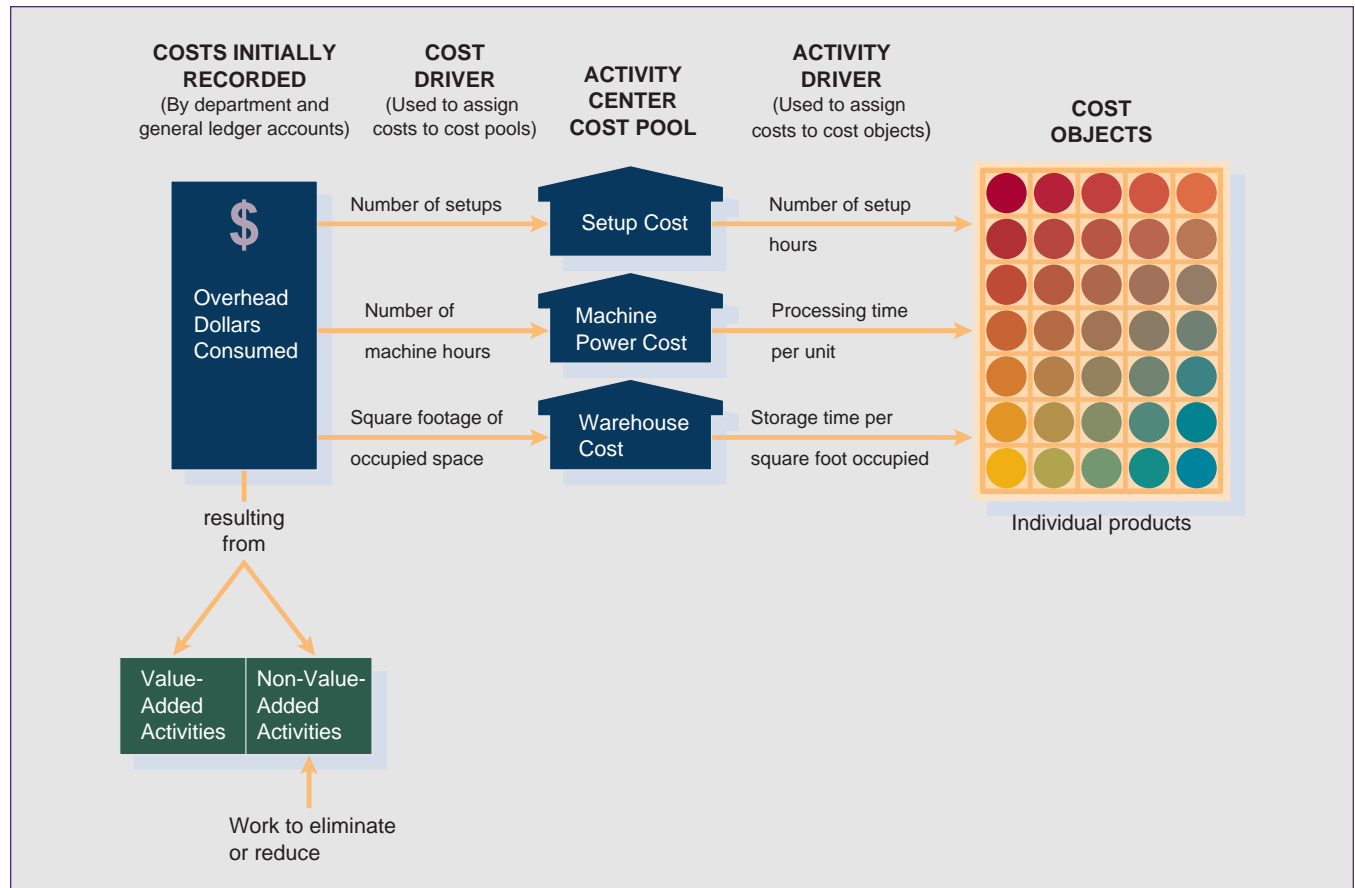 COSTS INITIALLY
RECORDED
(By department and
general ledger accounts)
COST
DRIVER
(Used to assign
costs to cost pools)
ACTIVITY
CENTER
COST POOL
ACTIVITY
DRIVER
(Used to assign
costs to cost objects)
COST
OBJECTS
$
Overhead
Dollars
Consumed
Number of setups
Setup Cost
Number of setup
hours
Number of
machine hours
Machine
Power Cost
Processing time
per unit
Square footage of
occupied space
Warehouse
Cost
Storage time per
square foot occupied
Individual products
resulting
from
Value-
Added
Activities
Non-Value-
Added
Activities
Work to eliminate
or reduce